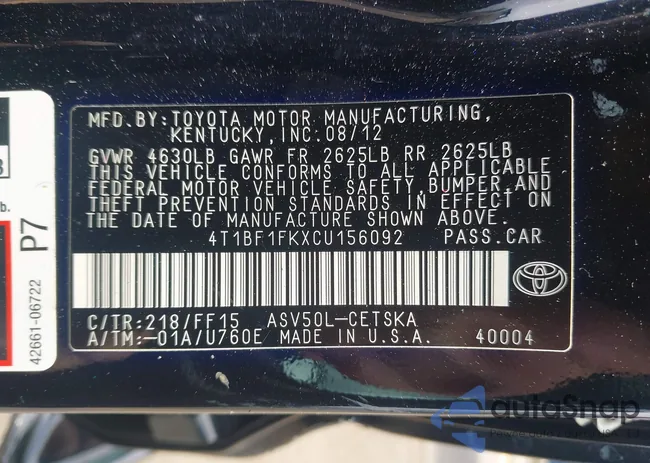 MFD.BY:TOYOTA MOTOR MANUFACTURING,
KENTUCKY,INC.08/12
GVWR 4630LB GAWR FR 2625LB RR 2625LB
THIS VEHICLE CONFORMS TO ALL APPLICABLE
FEDERAL MOTOR VEHICLE SAFETY,BUMPER,AND
THEFT PREVENTION STANDARDS IN EFFECT ON
THE DATE OF MANUFACTURE SHOWN ABOVE.
4T1BF1FKXCU156092 PASS.CAR
C/TR:218/FF15 ASV50L-CETSKA
A/TM:-01A/U760E MADE IN U.S.A. 40004
b.
P7
42661-06722
autoSnap